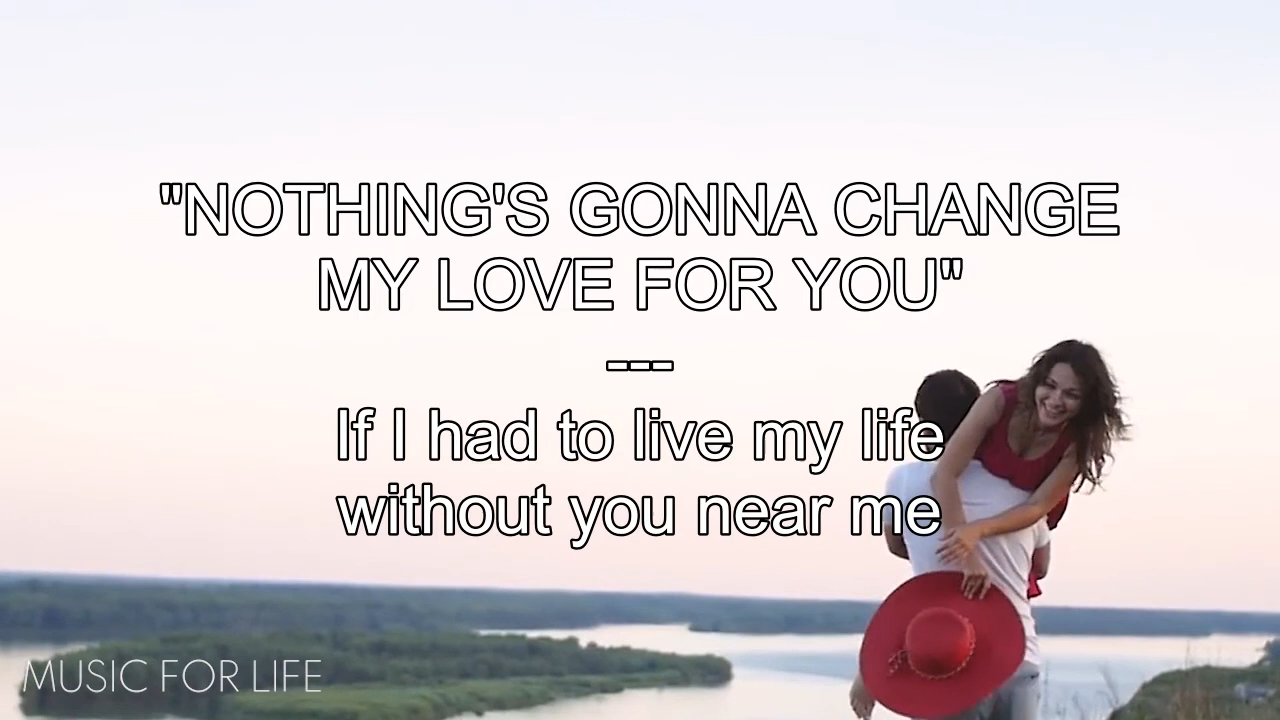 "NOTHING'S GONNA CHANGE
MY LOVE FOR YOU"
---
If I had to live my life
without you near me
MUSIC FOR LIFE